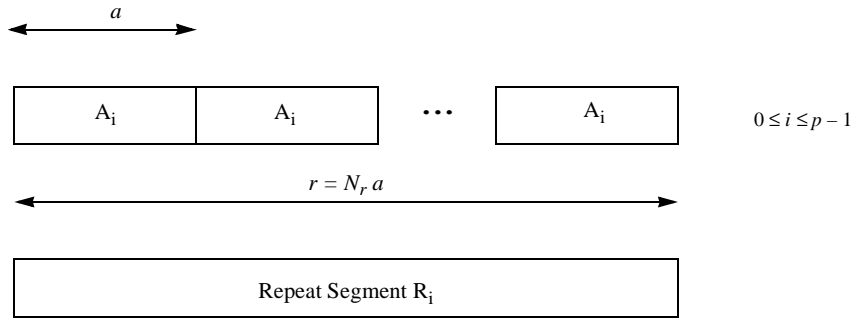 a
A_i A_i ... A_i 0 ≤ i ≤ p – 1
r = N_r a
Repeat Segment R_i